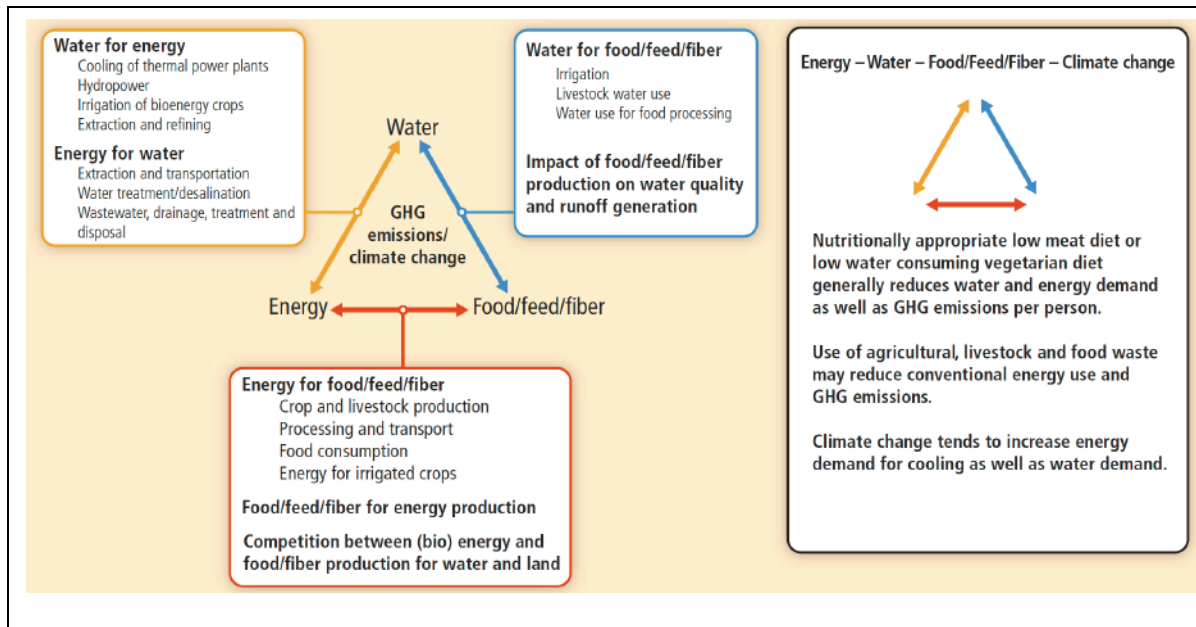 Water for energy
Cooling of thermal power plants
Hydropower
Irrigation of bioenergy crops
Extraction and refining
Energy for water
Extraction and transportation
Water treatment/desalination
Wastewater, drainage, treatment and
disposal
Water
GHG
emissions/
climate change
Energy
Food/feed/fiber
Water for food/feed/fiber
Irrigation
Livestock water use
Water use for food processing
Impact of food/feed/fiber
production on water quality
and runoff generation
Energy for food/feed/fiber
Crop and livestock production
Processing and transport
Food consumption
Energy for irrigated crops
Food/feed/fiber for energy production
Competition between (bio) energy and
food/fiber production for water and land
Energy – Water – Food/Feed/Fiber – Climate change
Nutritionally appropriate low meat diet or
low water consuming vegetarian diet
generally reduces water and energy demand
as well as GHG emissions per person.
Use of agricultural, livestock and food waste
may reduce conventional energy use and
GHG emissions.
Climate change tends to increase energy
demand for cooling as well as water demand.